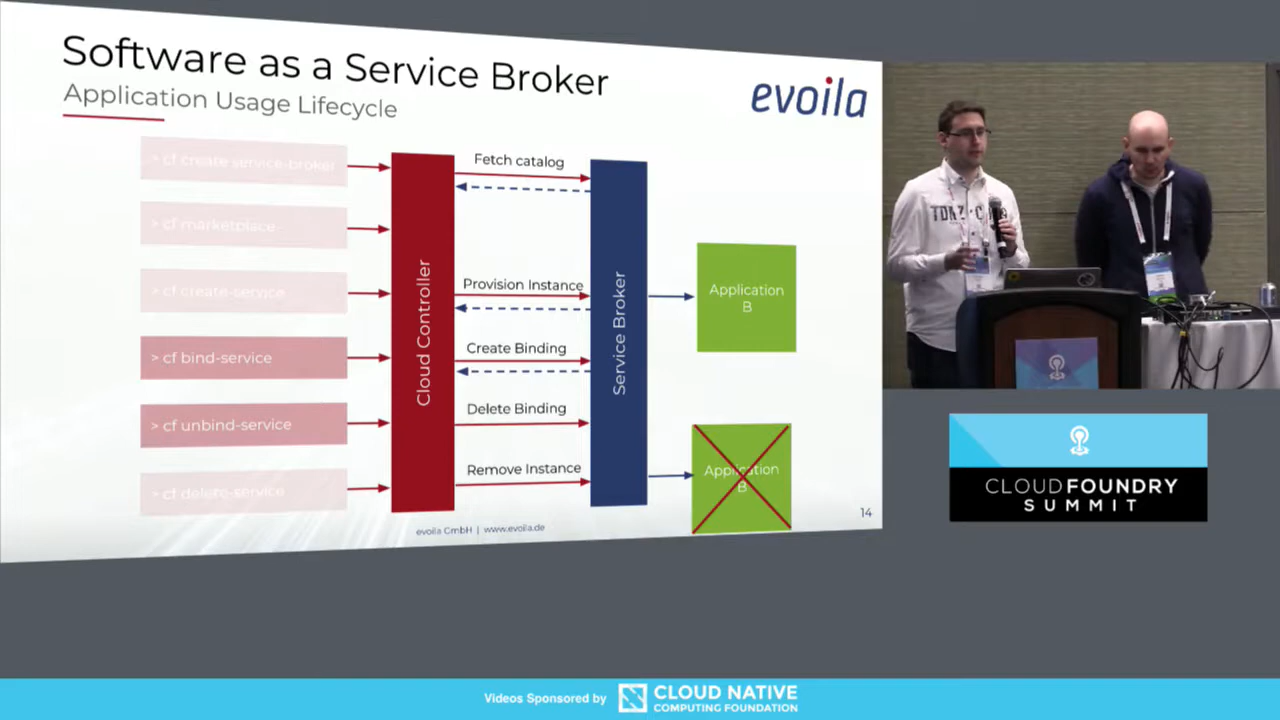 Software as a Service Broker
Application Usage Lifecycle
evoila
> cf create service-broker
> cf marketplace
> cf create-service
> cf bind-service
> cf unbind-service
> cf delete-service
Cloud Controller
Fetch catalog
Provision Instance
Create Binding
Delete Binding
Remove Instance
Service Broker
Application
B
Application
B
evoila GmbH | www.evoila.de
14
CLOUD FOUNDRY
SUMMIT
Videos Sponsored by
CLOUD NATIVE
COMPUTING FOUNDATION